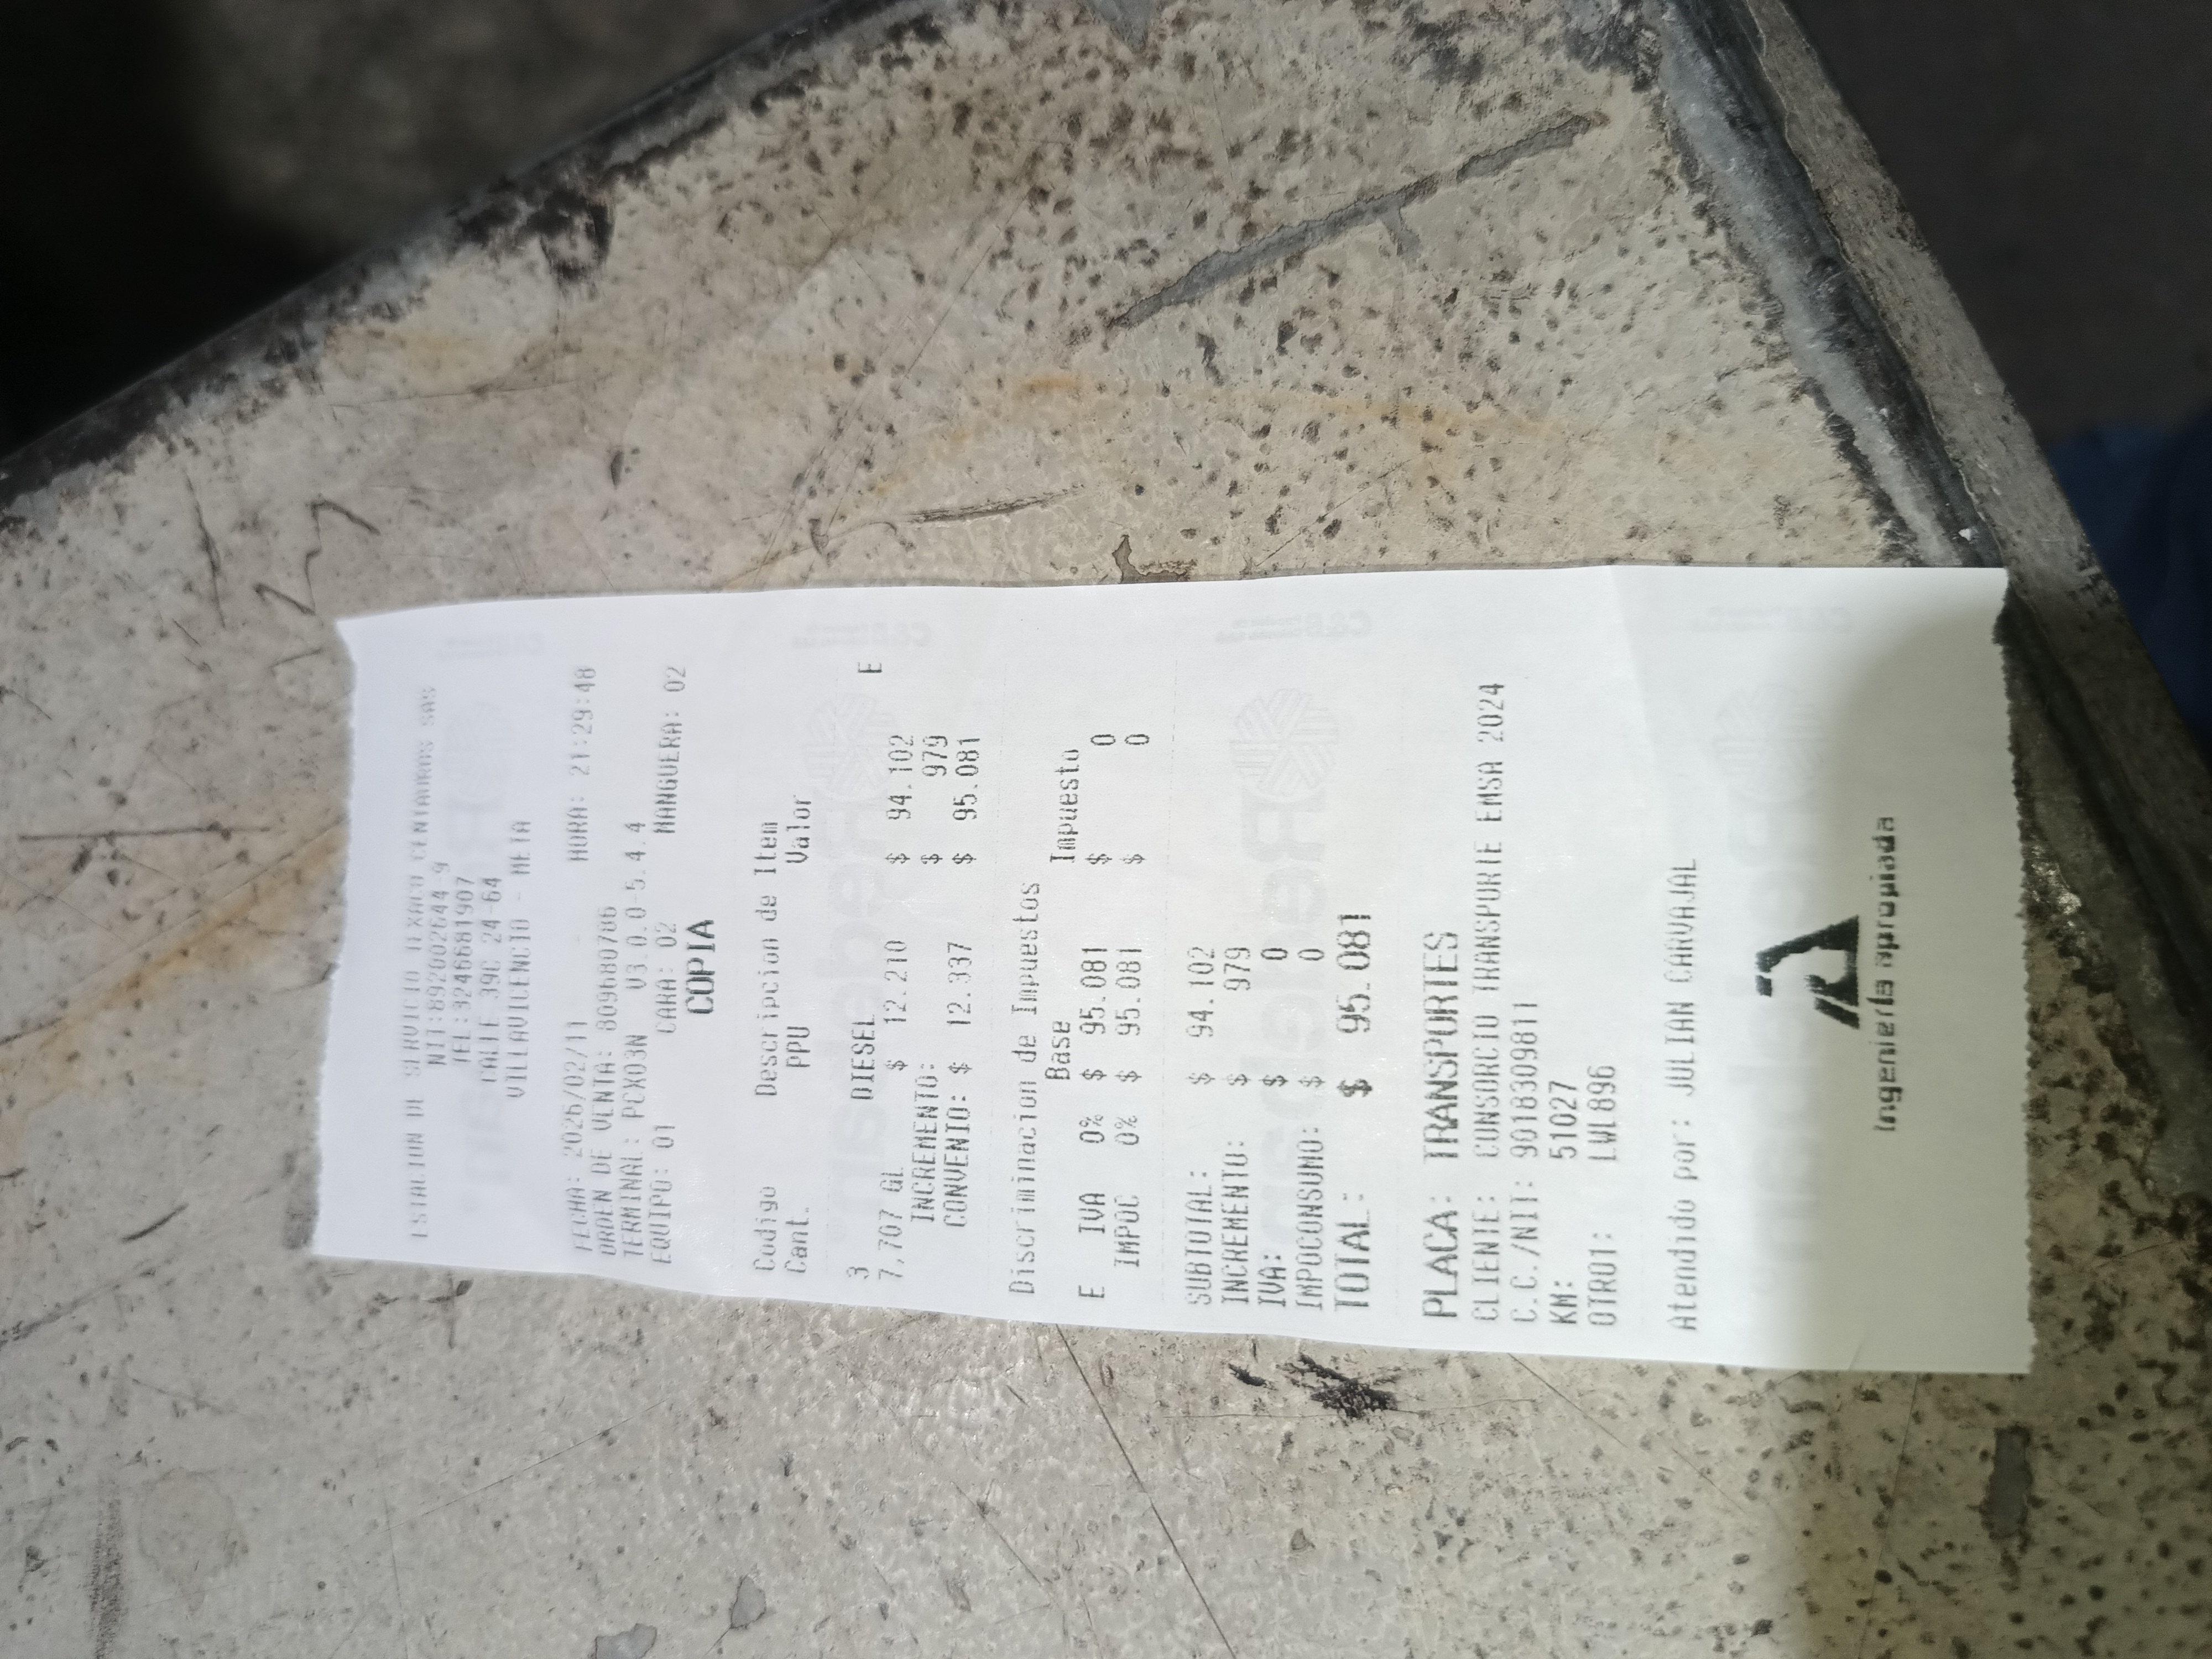 ESTACION DE SERVICIO TEXACO CENTAUROS SAS
NIT:892002644 9
TEL:3246681907
CALLE 39C 24-64
VILLAVICENCIO - META
FECHA: 2026/02/11 HORA: 21:29:48
ORDEN DE VENTA: 809680786
TERMINAL: PCX03N V3.0.0-5.4.4
EQUIPO: 01 CARA: 02 MANGUERA: 02
COPIA
Codigo Descripcion de Item
Cant. PPU Valor
3 DIESEL E
7,707 GL $ 12.210 $ 94.102
INCREMENTO: $ 979
CONVENIO: $ 12.337 $ 95.081
Discriminacion de Impuestos
Base Impuesto
E IVA 0% $ 95.081 $ 0
IMPOC 0% $ 95.081 $ 0
SUBTOTAL: $ 94.102
INCREMENTO: $ 979
IVA: $ 0
IMPOCONSUMO: $ 0
TOTAL: $ 95.081
PLACA: TRANSPORTES
CLIENTE: CONSORCIO TRANSPORTE EMSA 2024
C.C./NIT: 9018309811
KM: 51027
OTRO1: LWL896
Atendido por: JULIAN CARVAJAL
Ingeniería apropiada